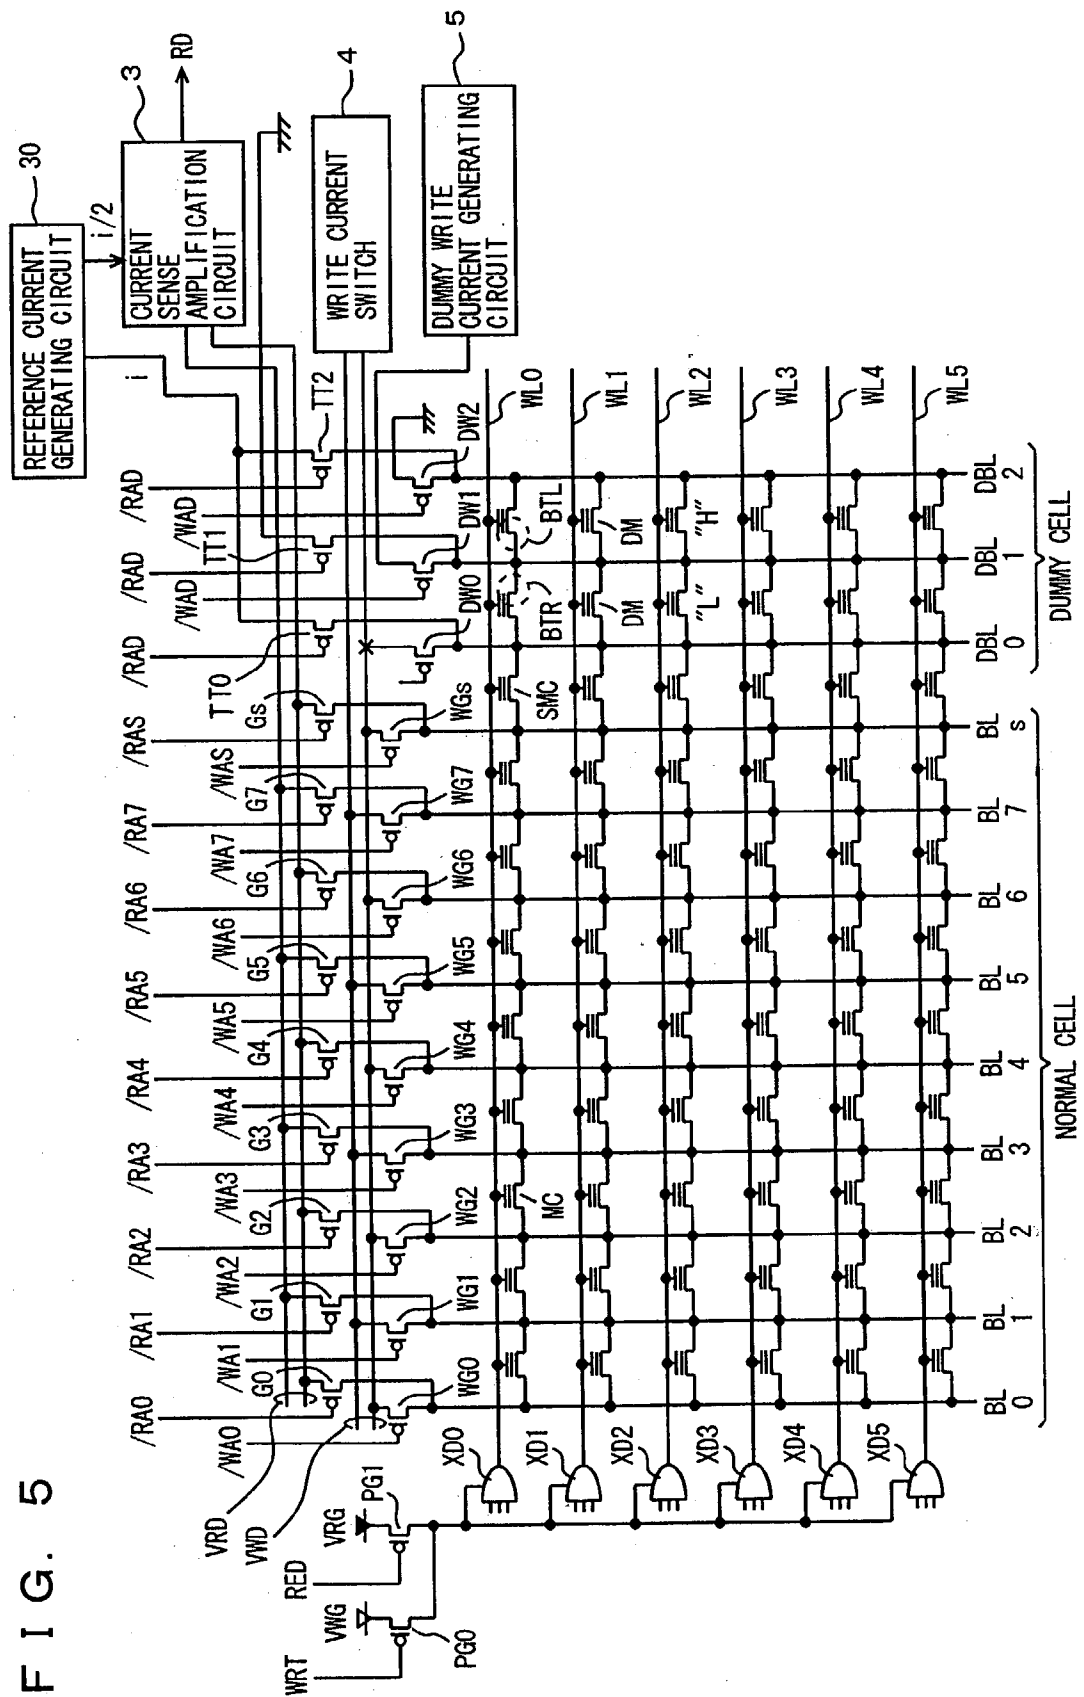 FIG. 5
REFERENCE CURRENT
GENERATING CIRCUIT
30
i
i/2
CURRENT
SENSE
AMPLIFICATION
CIRCUIT
3
RD
WRITE CURRENT
SWITCH
4
DUMMY WRITE
CURRENT GENERATING
CIRCUIT
5
/RA0
/RA1
/RA2
/RA3
/RA4
/RA5
/RA6
/RA7
/RAS
/RAD
/RAD
/RAD
/WA0
/WA1
/WA2
/WA3
/WA4
/WA5
/WA6
/WA7
/WAS
/WAD
/WAD
G0
G1
G2
G3
G4
G5
G6
G7
Gs
TT0
TT1
TT2
VRD
VWD
WG0
WG1
WG2
WG3
WG4
WG5
WG6
WG7
WGs
DW0
DW1
DW2
WRT
VWG
PG0
RED
VRG
PG1
XD0
XD1
XD2
XD3
XD4
XD5
MC
SMC
BTR
BTL
DM
DM
"L"
"H"
WL0
WL1
WL2
WL3
WL4
WL5
BL
0
BL
1
BL
2
BL
3
BL
4
BL
5
BL
6
BL
7
BL
s
DBL
0
DBL
1
DBL
2
NORMAL CELL
DUMMY CELL